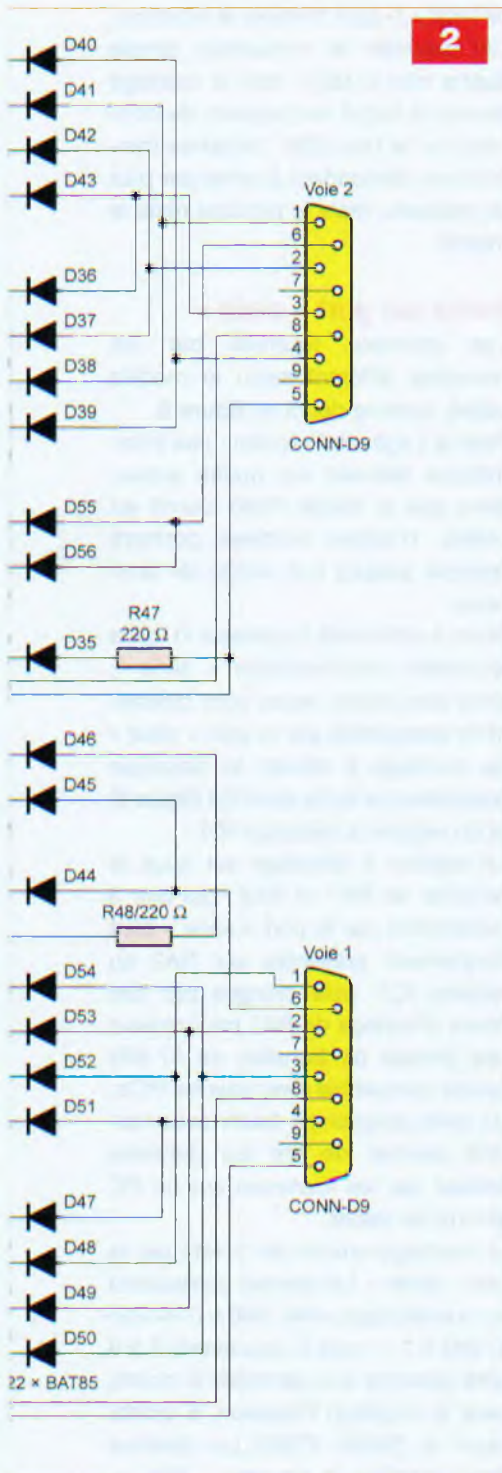 2
D40
D41
D42
D43
D36
D37
D38
D39
D55
D56
D35
R47
220 Ω
Voie 2
1
6
2
7
3
8
4
9
5
CONN-D9
D46
D45
D44
R48/220 Ω
D54
D53
D52
D51
D47
D48
D49
D50
Voie 1
1
6
2
7
3
8
4
9
5
CONN-D9
22 × BAT85